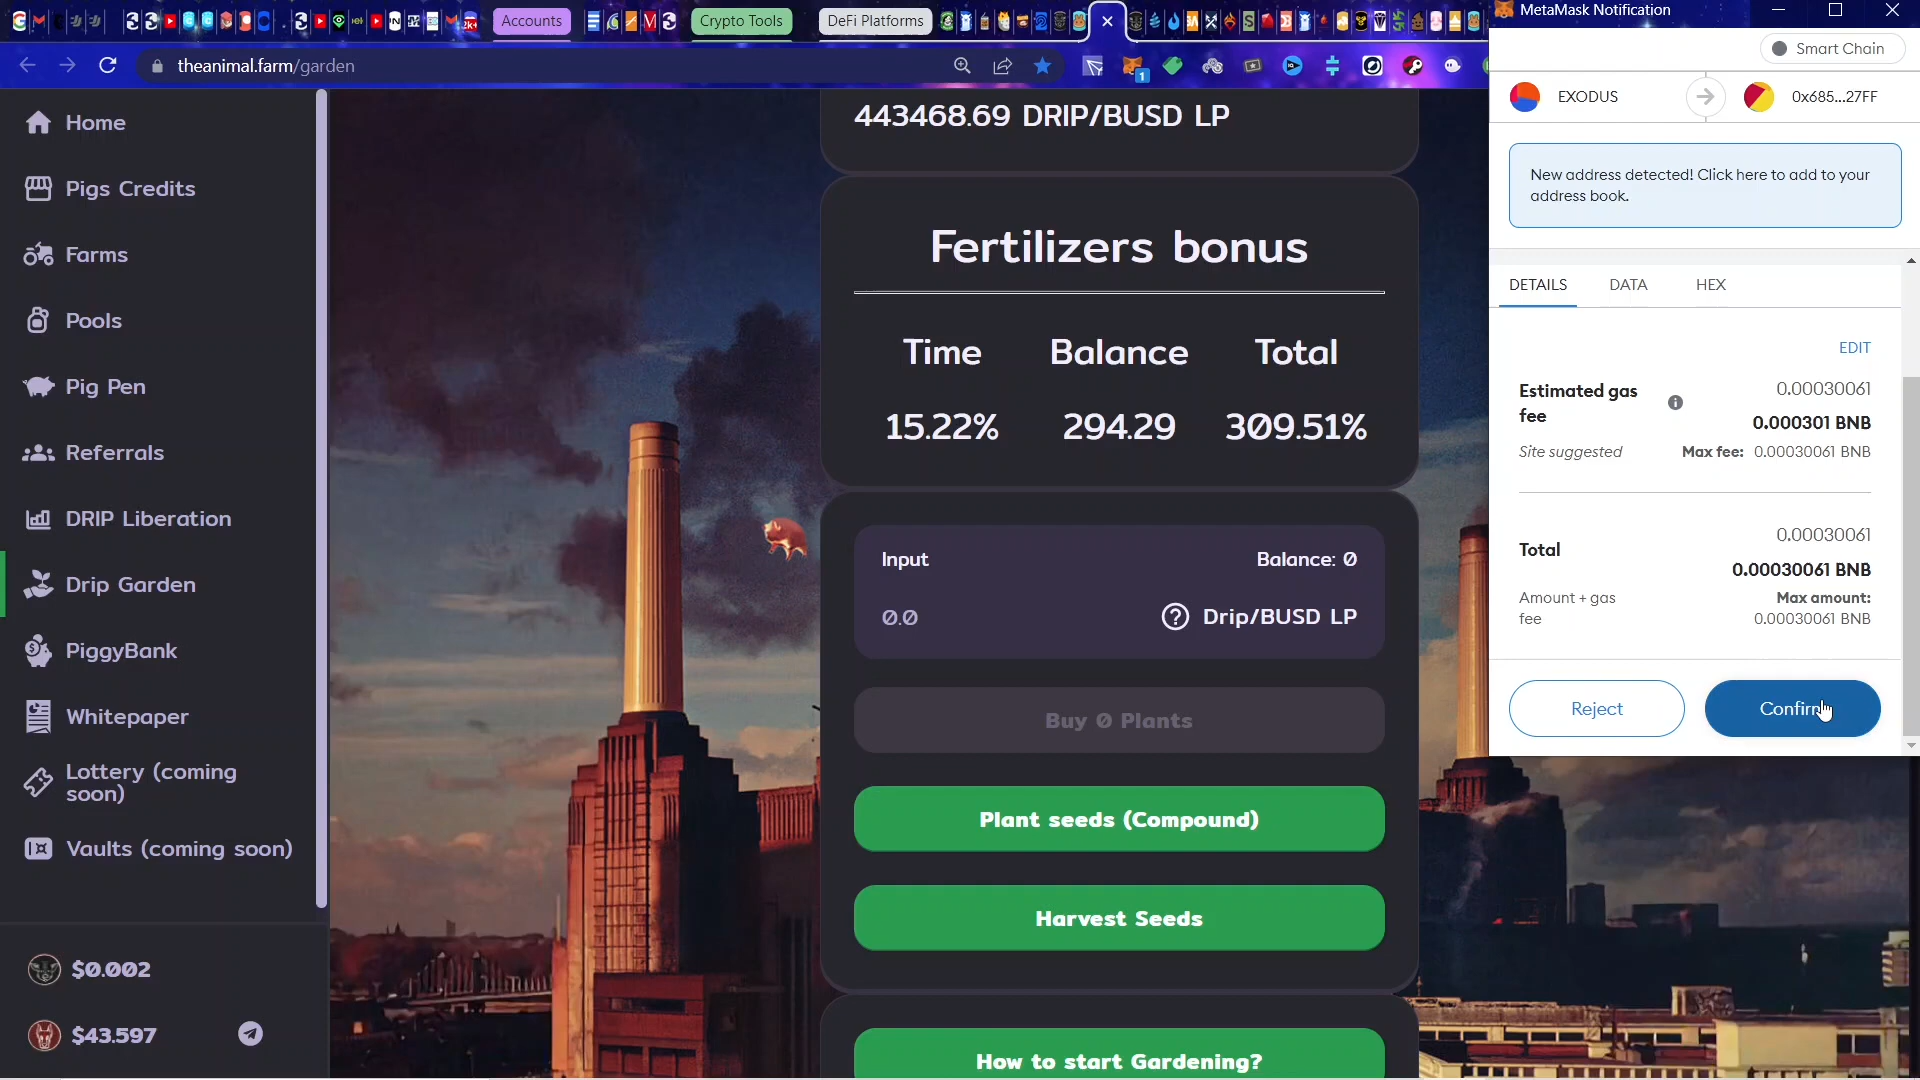 Accounts
Crypto Tools
DeFi Platforms
2k+
MetaMask Notification
theanimal.farm/garden
1
Smart Chain
Home
Pigs Credits
Farms
Pools
Pig Pen
Referrals
DRIP Liberation
Drip Garden
PiggyBank
Whitepaper
Lottery (coming
soon)
Vaults (coming soon)
$0.002
$43.597
443468.69 DRIP/BUSD LP
Fertilizers bonus
Time Balance Total
15.22% 294.29 309.51%
Input Balance: 0
0.0 Drip/BUSD LP
Buy 0 Plants
Plant seeds (Compound)
Harvest Seeds
How to start Gardening?
EXODUS 0x685...27FF
New address detected! Click here to add to your
address book.
DETAILS DATA HEX
EDIT
Estimated gas
fee
0.00030061
0.000301 BNB
Site suggested
Max fee: 0.00030061 BNB
Total
0.00030061
0.00030061 BNB
Amount + gas
fee
Max amount:
0.00030061 BNB
Reject
Confirm